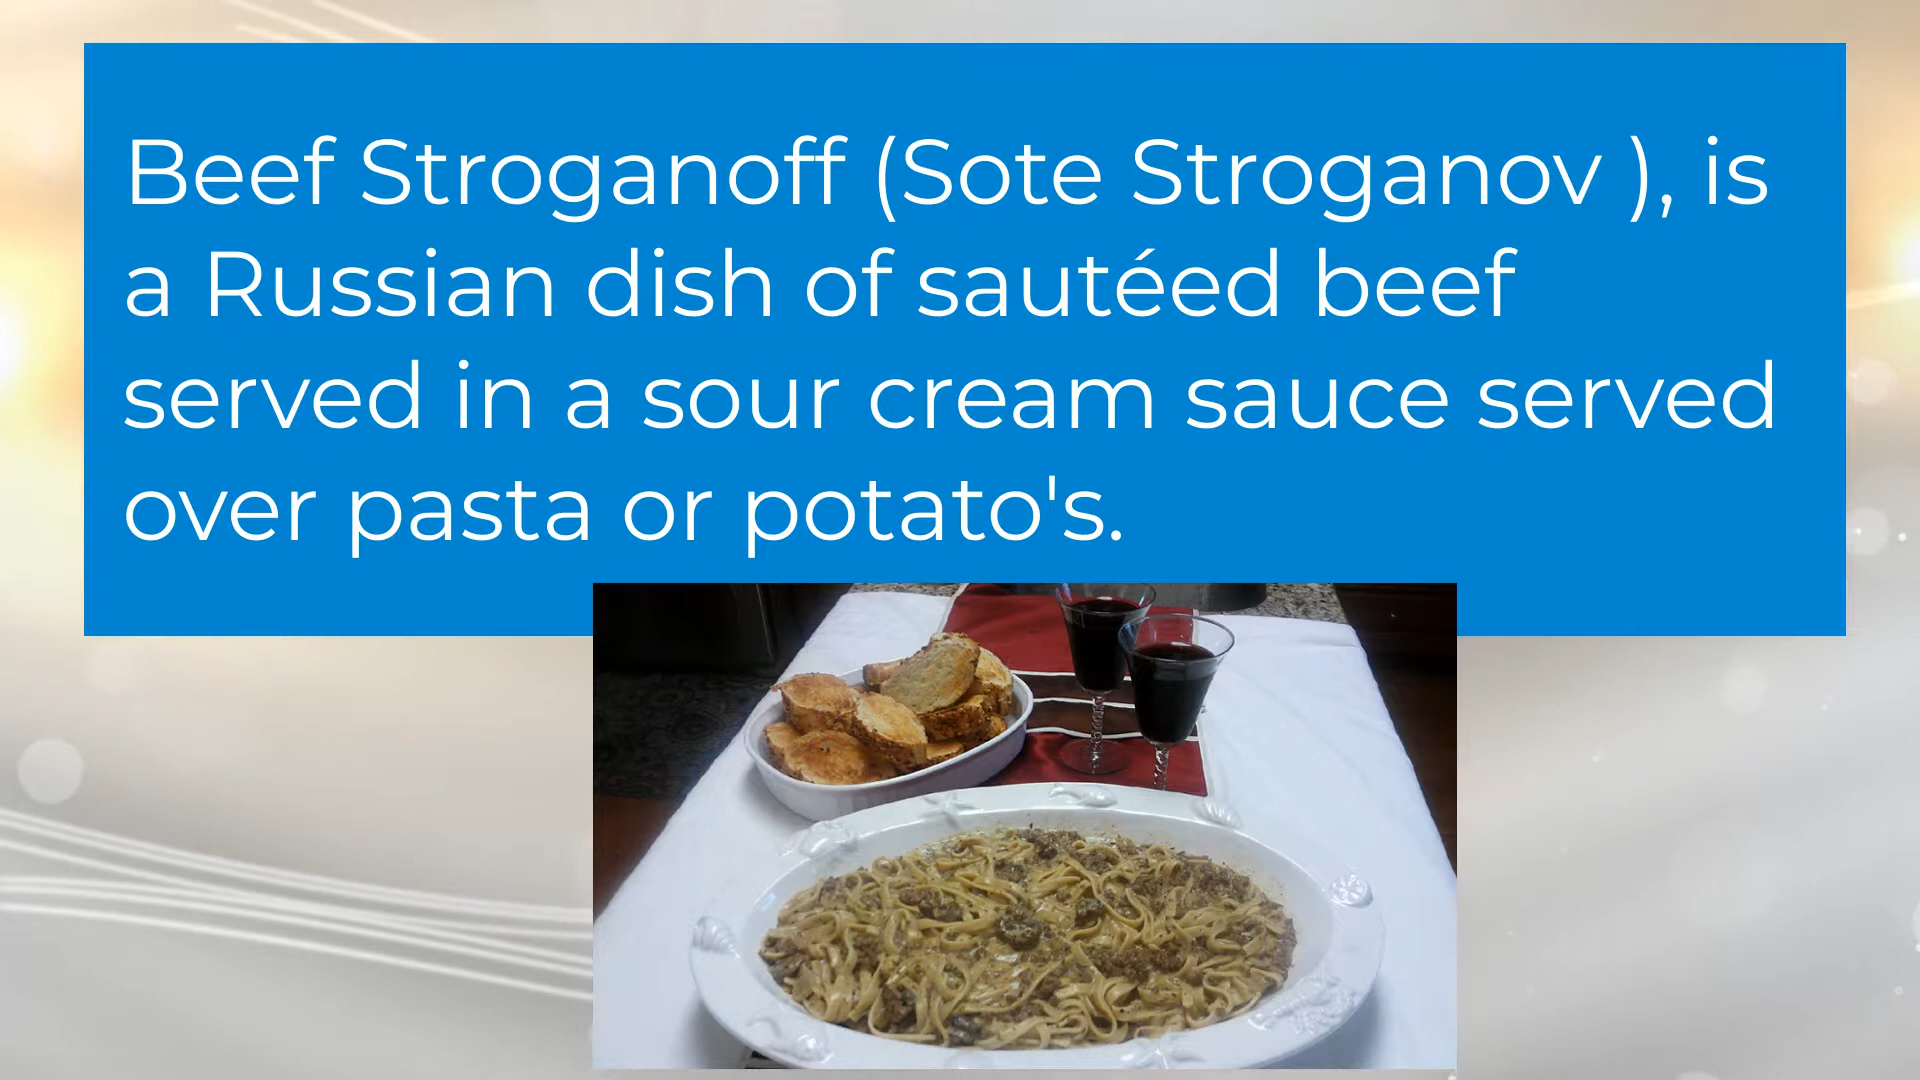 Beef Stroganoff (Sote Stroganov ), is
a Russian dish of sautéed beef
served in a sour cream sauce served
over pasta or potato's.